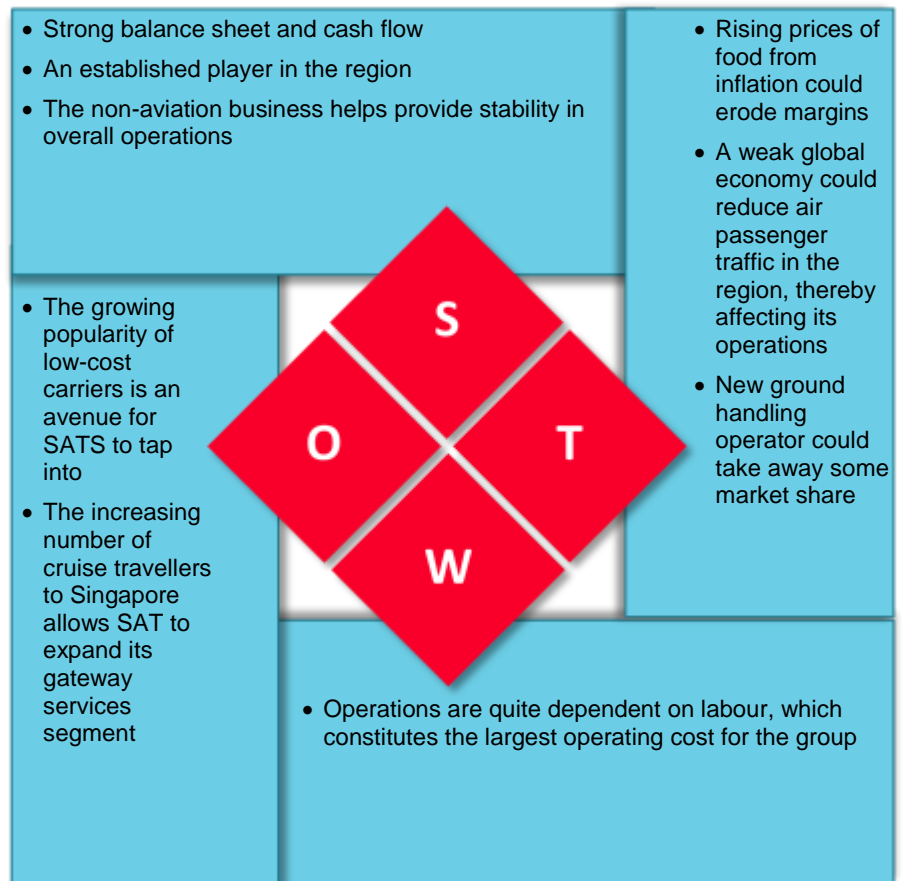 • Strong balance sheet and cash flow
• An established player in the region
• The non-aviation business helps provide stability in
overall operations
• Rising prices of
food from
inflation could
erode margins
• A weak global
economy could
reduce air
passenger
traffic in the
region, thereby
affecting its
operations
• New ground
handling
operator could
take away some
market share
S
O
T
W
• The growing
popularity of
low-cost
carriers is an
avenue for
SATS to tap
into
• The increasing
number of
cruise travellers
to Singapore
allows SAT to
expand its
gateway
services
segment
• Operations are quite dependent on labour, which
constitutes the largest operating cost for the group